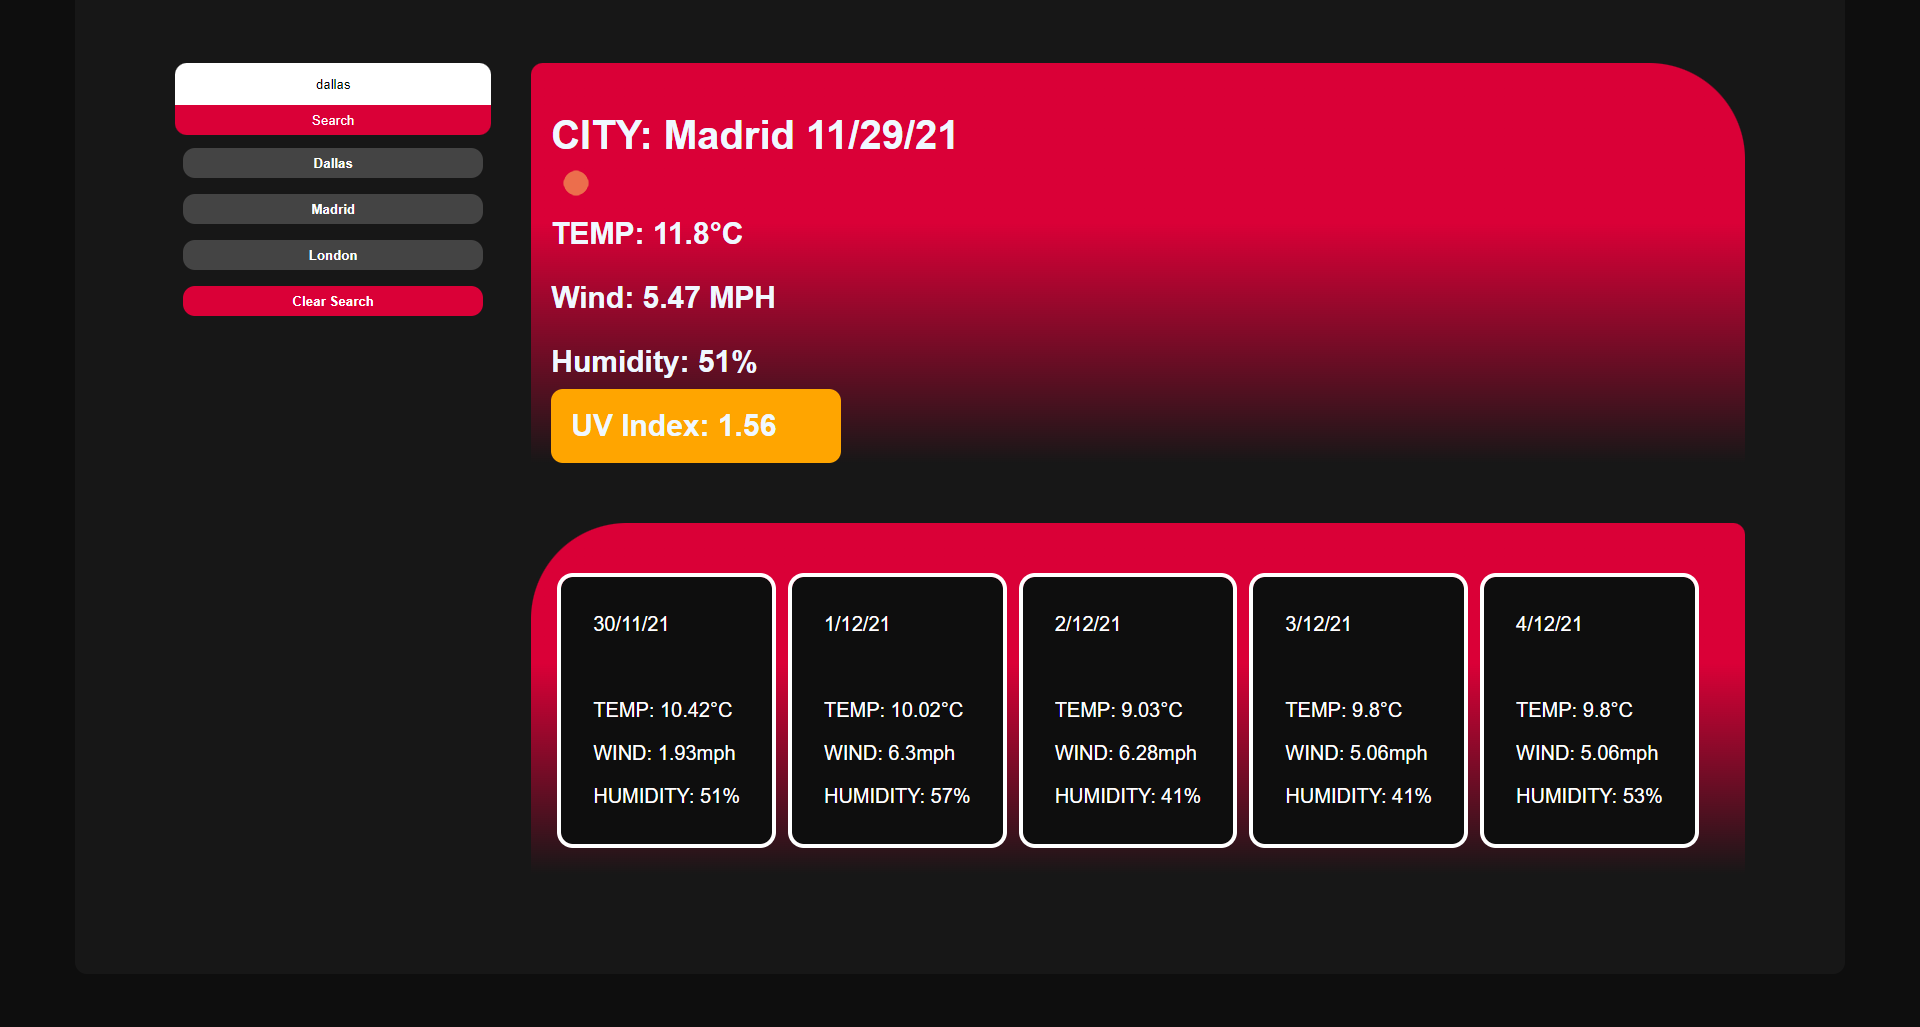 dallas
Search
Dallas
Madrid
London
Clear Search
CITY: Madrid 11/29/21
TEMP: 11.8°C
Wind: 5.47 MPH
Humidity: 51%
UV Index: 1.56
30/11/21
TEMP: 10.42°C
WIND: 1.93mph
HUMIDITY: 51%
1/12/21
TEMP: 10.02°C
WIND: 6.3mph
HUMIDITY: 57%
2/12/21
TEMP: 9.03°C
WIND: 6.28mph
HUMIDITY: 41%
3/12/21
TEMP: 9.8°C
WIND: 5.06mph
HUMIDITY: 41%
4/12/21
TEMP: 9.8°C
WIND: 5.06mph
HUMIDITY: 53%